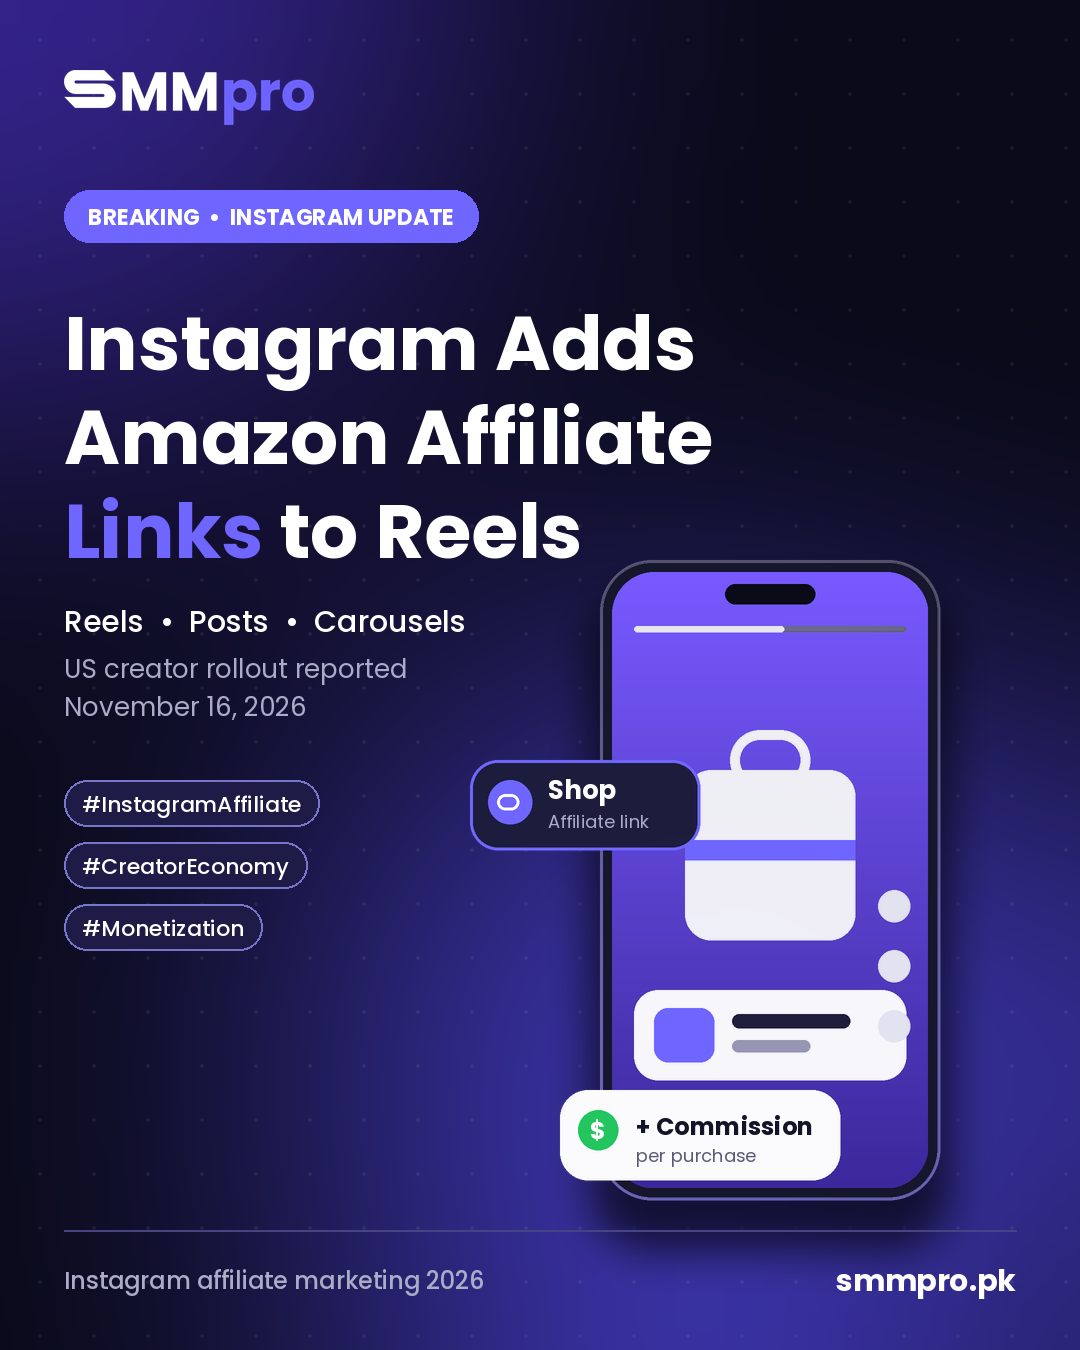 SMMpro
BREAKING • INSTAGRAM UPDATE
Instagram Adds
Amazon Affiliate
Links to Reels
Reels • Posts • Carousels
US creator rollout reported
November 16, 2026
#InstagramAffiliate
#CreatorEconomy
#Monetization
Shop
Affiliate link
$
+ Commission
per purchase
Instagram affiliate marketing 2026
smmpro.pk